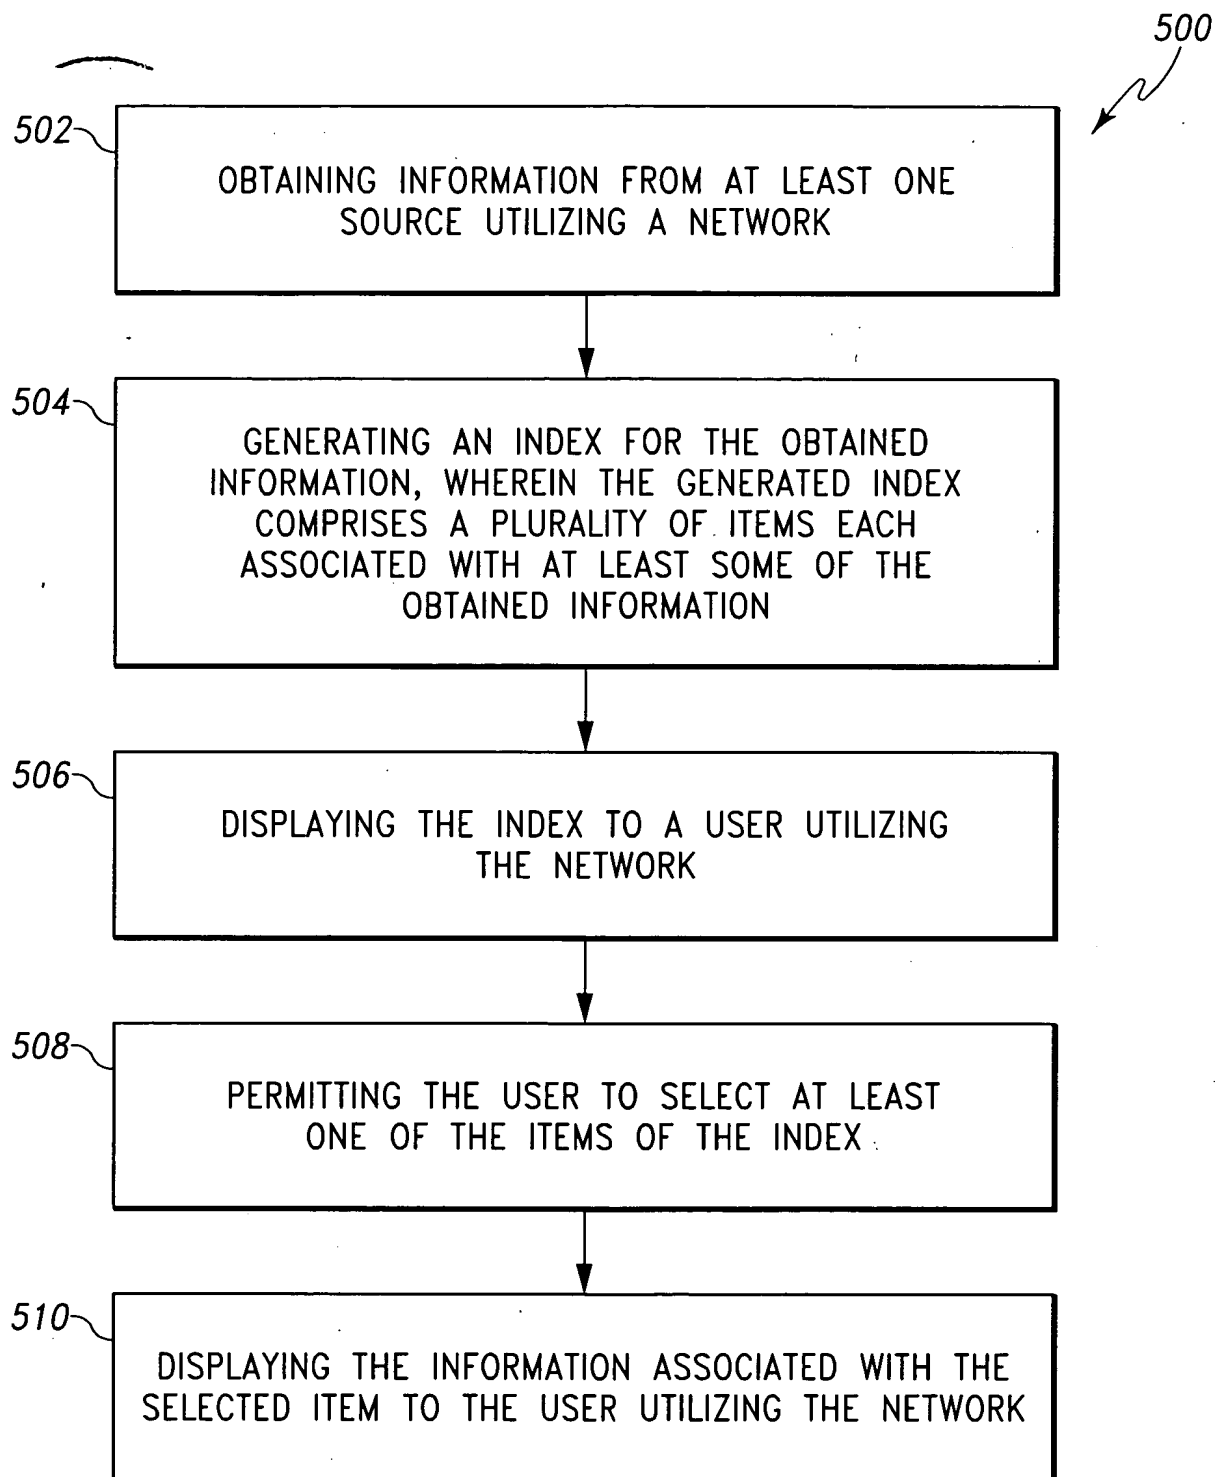 500
502
OBTAINING INFORMATION FROM AT LEAST ONE
SOURCE UTILIZING A NETWORK
504
GENERATING AN INDEX FOR THE OBTAINED
INFORMATION, WHEREIN THE GENERATED INDEX
COMPRISES A PLURALITY OF ITEMS EACH
ASSOCIATED WITH AT LEAST SOME OF THE
OBTAINED INFORMATION
506
DISPLAYING THE INDEX TO A USER UTILIZING
THE NETWORK
508
PERMITTING THE USER TO SELECT AT LEAST
ONE OF THE ITEMS OF THE INDEX
510
DISPLAYING THE INFORMATION ASSOCIATED WITH THE
SELECTED ITEM TO THE USER UTILIZING THE NETWORK